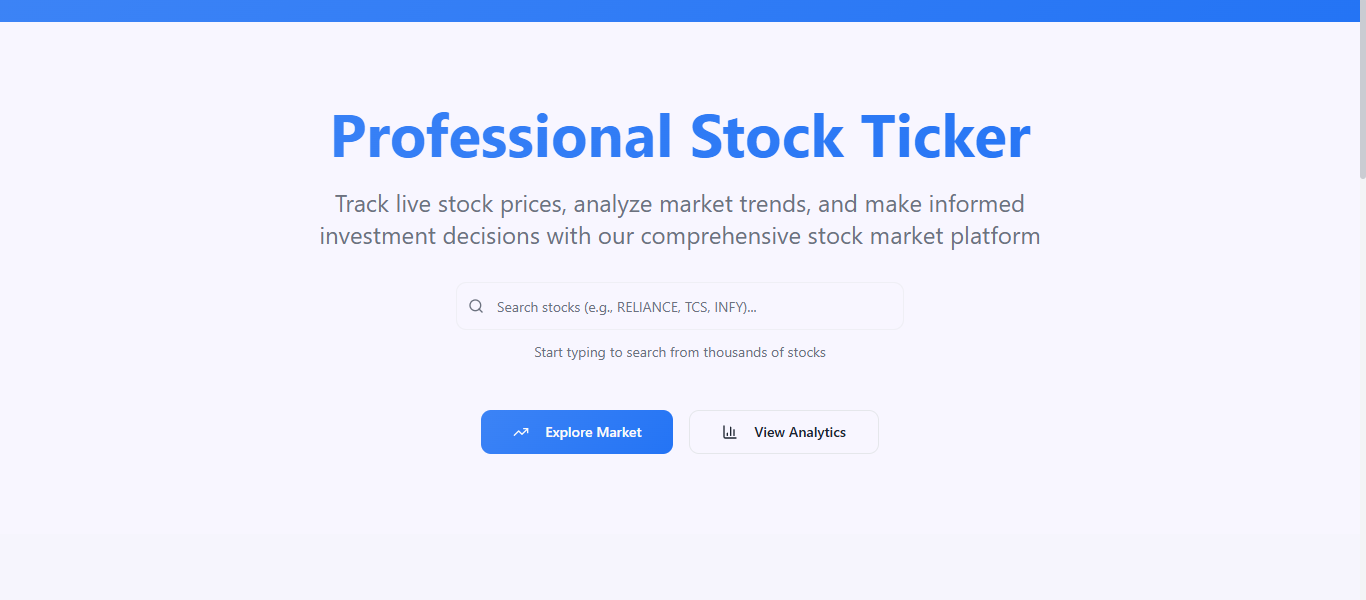 Professional Stock Ticker
Track live stock prices, analyze market trends, and make informed
investment decisions with our comprehensive stock market platform
Search stocks (e.g., RELIANCE, TCS, INFY)...
Start typing to search from thousands of stocks
Explore Market
View Analytics